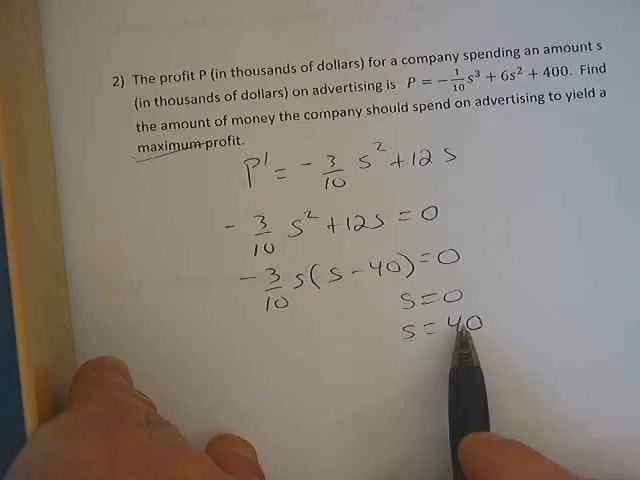 2) The profit P (in thousands of dollars) for a company spending an amount s
(in thousands of dollars) on advertising is P = −1/10 s³ + 6s² + 400. Find
the amount of money the company should spend on advertising to yield a
maximum profit.
P' = −3/10 s² + 12s
−3/10 s² + 12s = 0
−3/10 s(s − 40) = 0
s = 0
s = 40